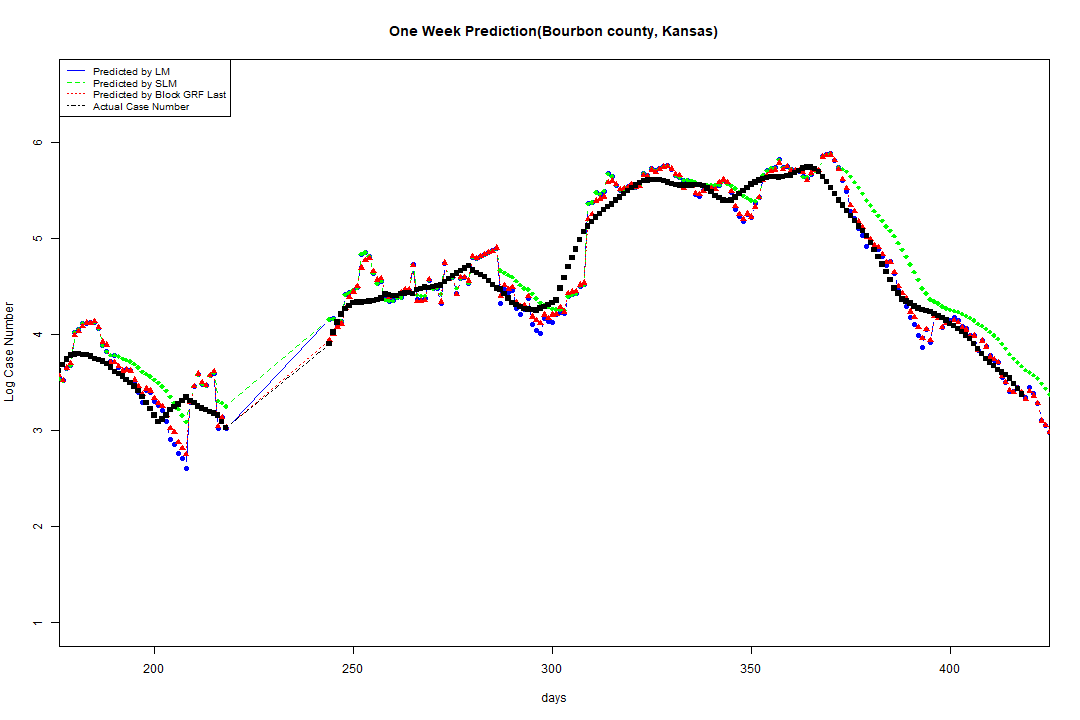 One Week Prediction(Bourbon county, Kansas)
Predicted by LM
Predicted by SLM
Predicted by Block GRF Last
Actual Case Number
6
5
4
3
2
1
Log Case Number
200 250 300 350 400
days